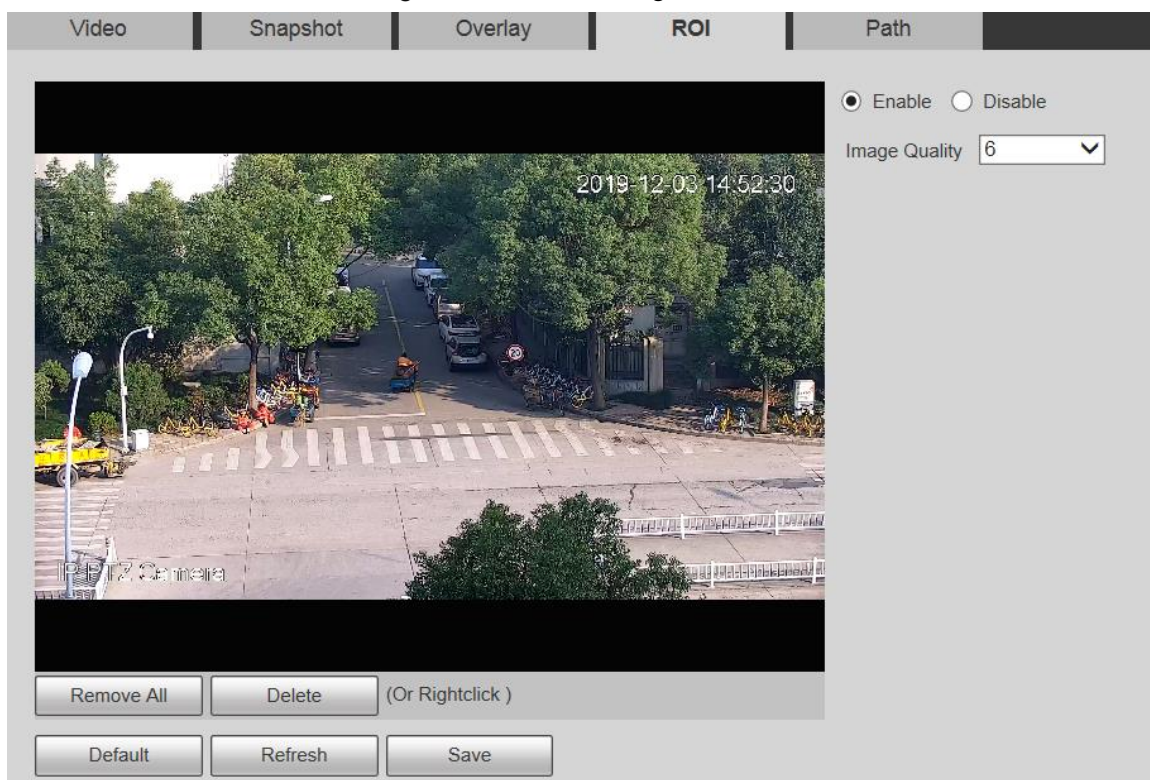 Video Snapshot Overlay ROI Path
Enable Disable
Image Quality 6
2019-12-03 14:52:30
20
IP PTZ Camera
Remove All Delete (Or Rightclick )
Default Refresh Save